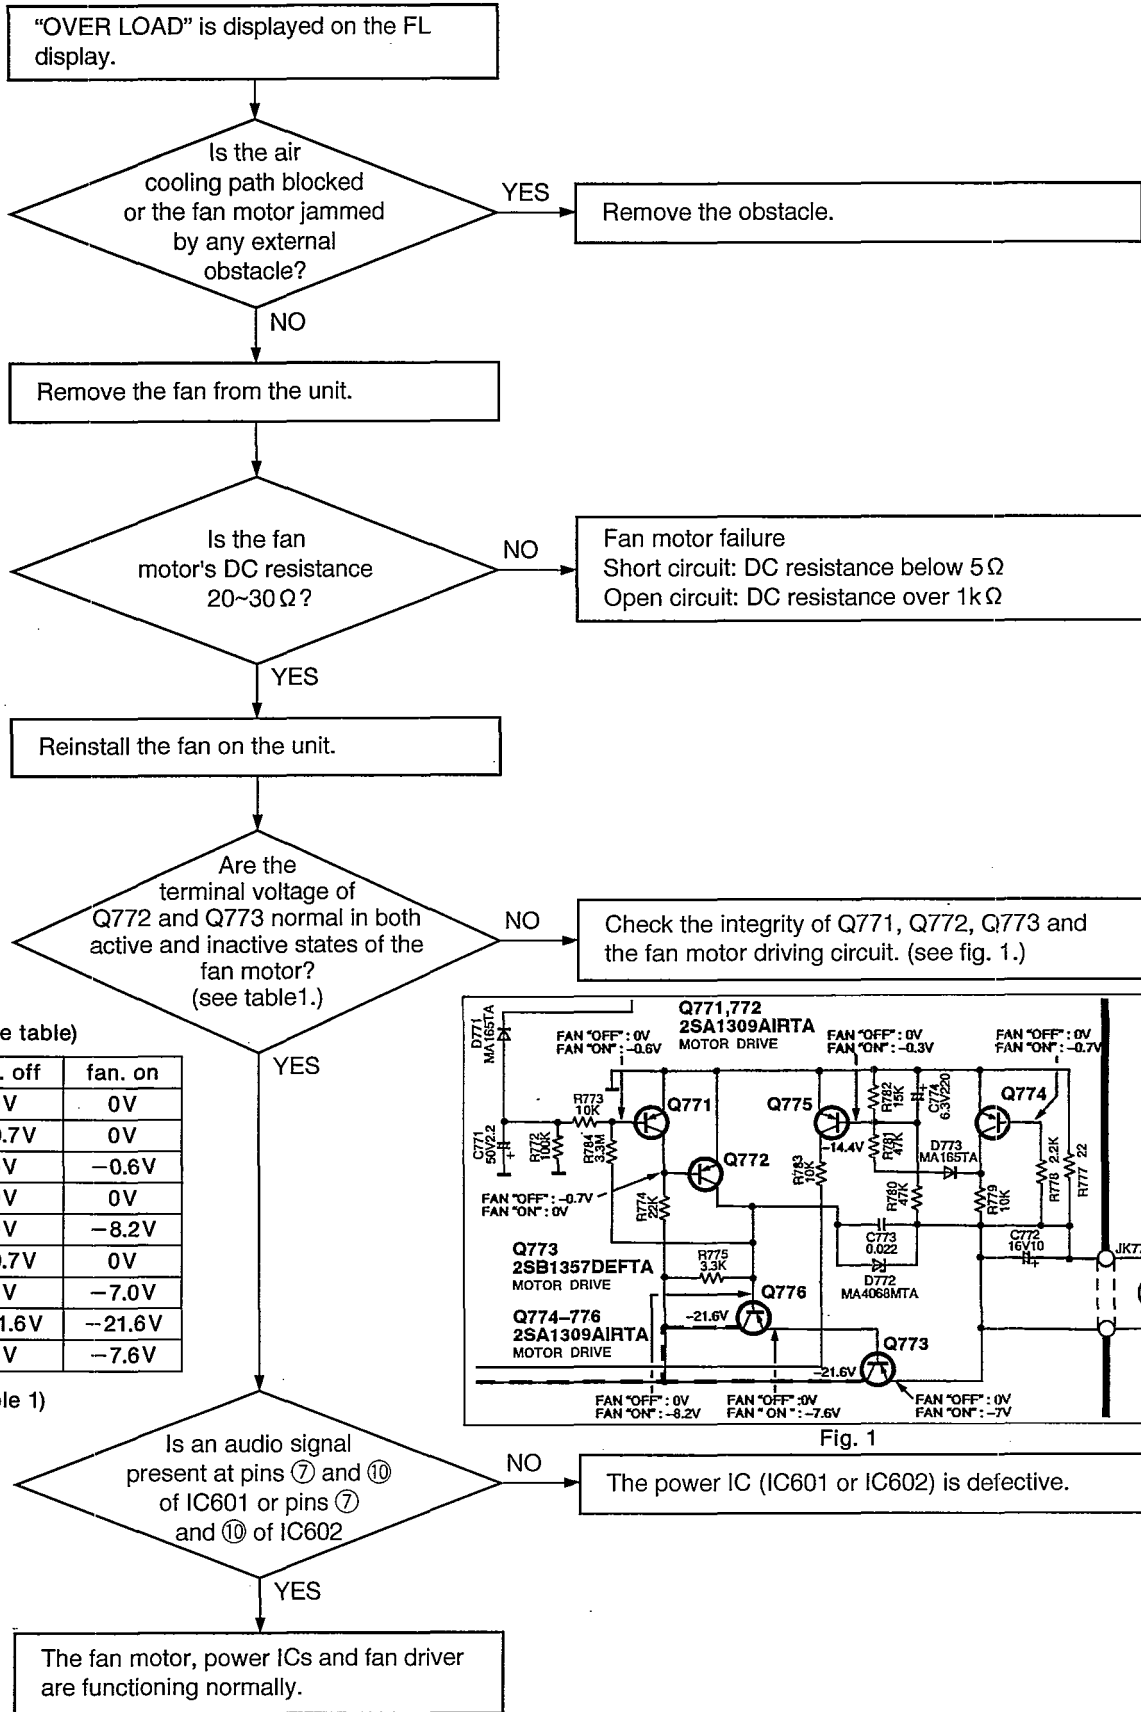 “OVER LOAD” is displayed on the FL
display.
Is the air
cooling path blocked
or the fan motor jammed
by any external
obstacle?
YES
Remove the obstacle.
NO
Remove the fan from the unit.
Is the fan
motor's DC resistance
20~30Ω?
NO
Fan motor failure
Short circuit: DC resistance below 5Ω
Open circuit: DC resistance over 1kΩ
YES
Reinstall the fan on the unit.
Are the
terminal voltage of
Q772 and Q773 normal in both
active and inactive states of the
fan motor?
(see table1.)
NO
Check the integrity of Q771, Q772, Q773 and
the fan motor driving circuit. (see fig. 1.)
YES
e table)
. off fan. on
V 0V
0.7V 0V
V −0.6V
0V 0V
V −8.2V
0.7V 0V
V −7.0V
1.6V −21.6V
V −7.6V
ble 1)
D771
MA165TA
FAN "OFF" : 0V
FAN "ON" : −0.6V
Q771,772
2SA1309AIRTA
MOTOR DRIVE
FAN "OFF" : 0V
FAN "ON" : −0.3V
FAN "OFF" : 0V
FAN "ON" : −0.7V
C771
50V2.2
R772
100K
R773
10K
R784
3.3M
Q771
Q772
Q775
−14.4V
R782
15K
C774
6.3V220
R781
47K
Q774
D773
MA165TA
R783
10K
R780
47K
R779
10K
R778 2.2K
R777 22
FAN "OFF" : −0.7V
FAN "ON" : 0V
R774
22K
C773
0.022
C772
16V10
JK77
D772
MA4068MTA
Q773
2SB1357DEFTA
MOTOR DRIVE
R775
3.3K
Q774–776
2SA1309AIRTA
MOTOR DRIVE
−21.6V
Q776
Q773
−21.6V
FAN "OFF" : 0V
FAN "ON" : −8.2V
FAN "OFF" :0V
FAN "ON" : −7.6V
FAN "OFF" : 0V
FAN "ON" : −7V
Fig. 1
Is an audio signal
present at pins ⑦ and ⑩
of IC601 or pins ⑦
and ⑩ of IC602
NO
The power IC (IC601 or IC602) is defective.
YES
The fan motor, power ICs and fan driver
are functioning normally.